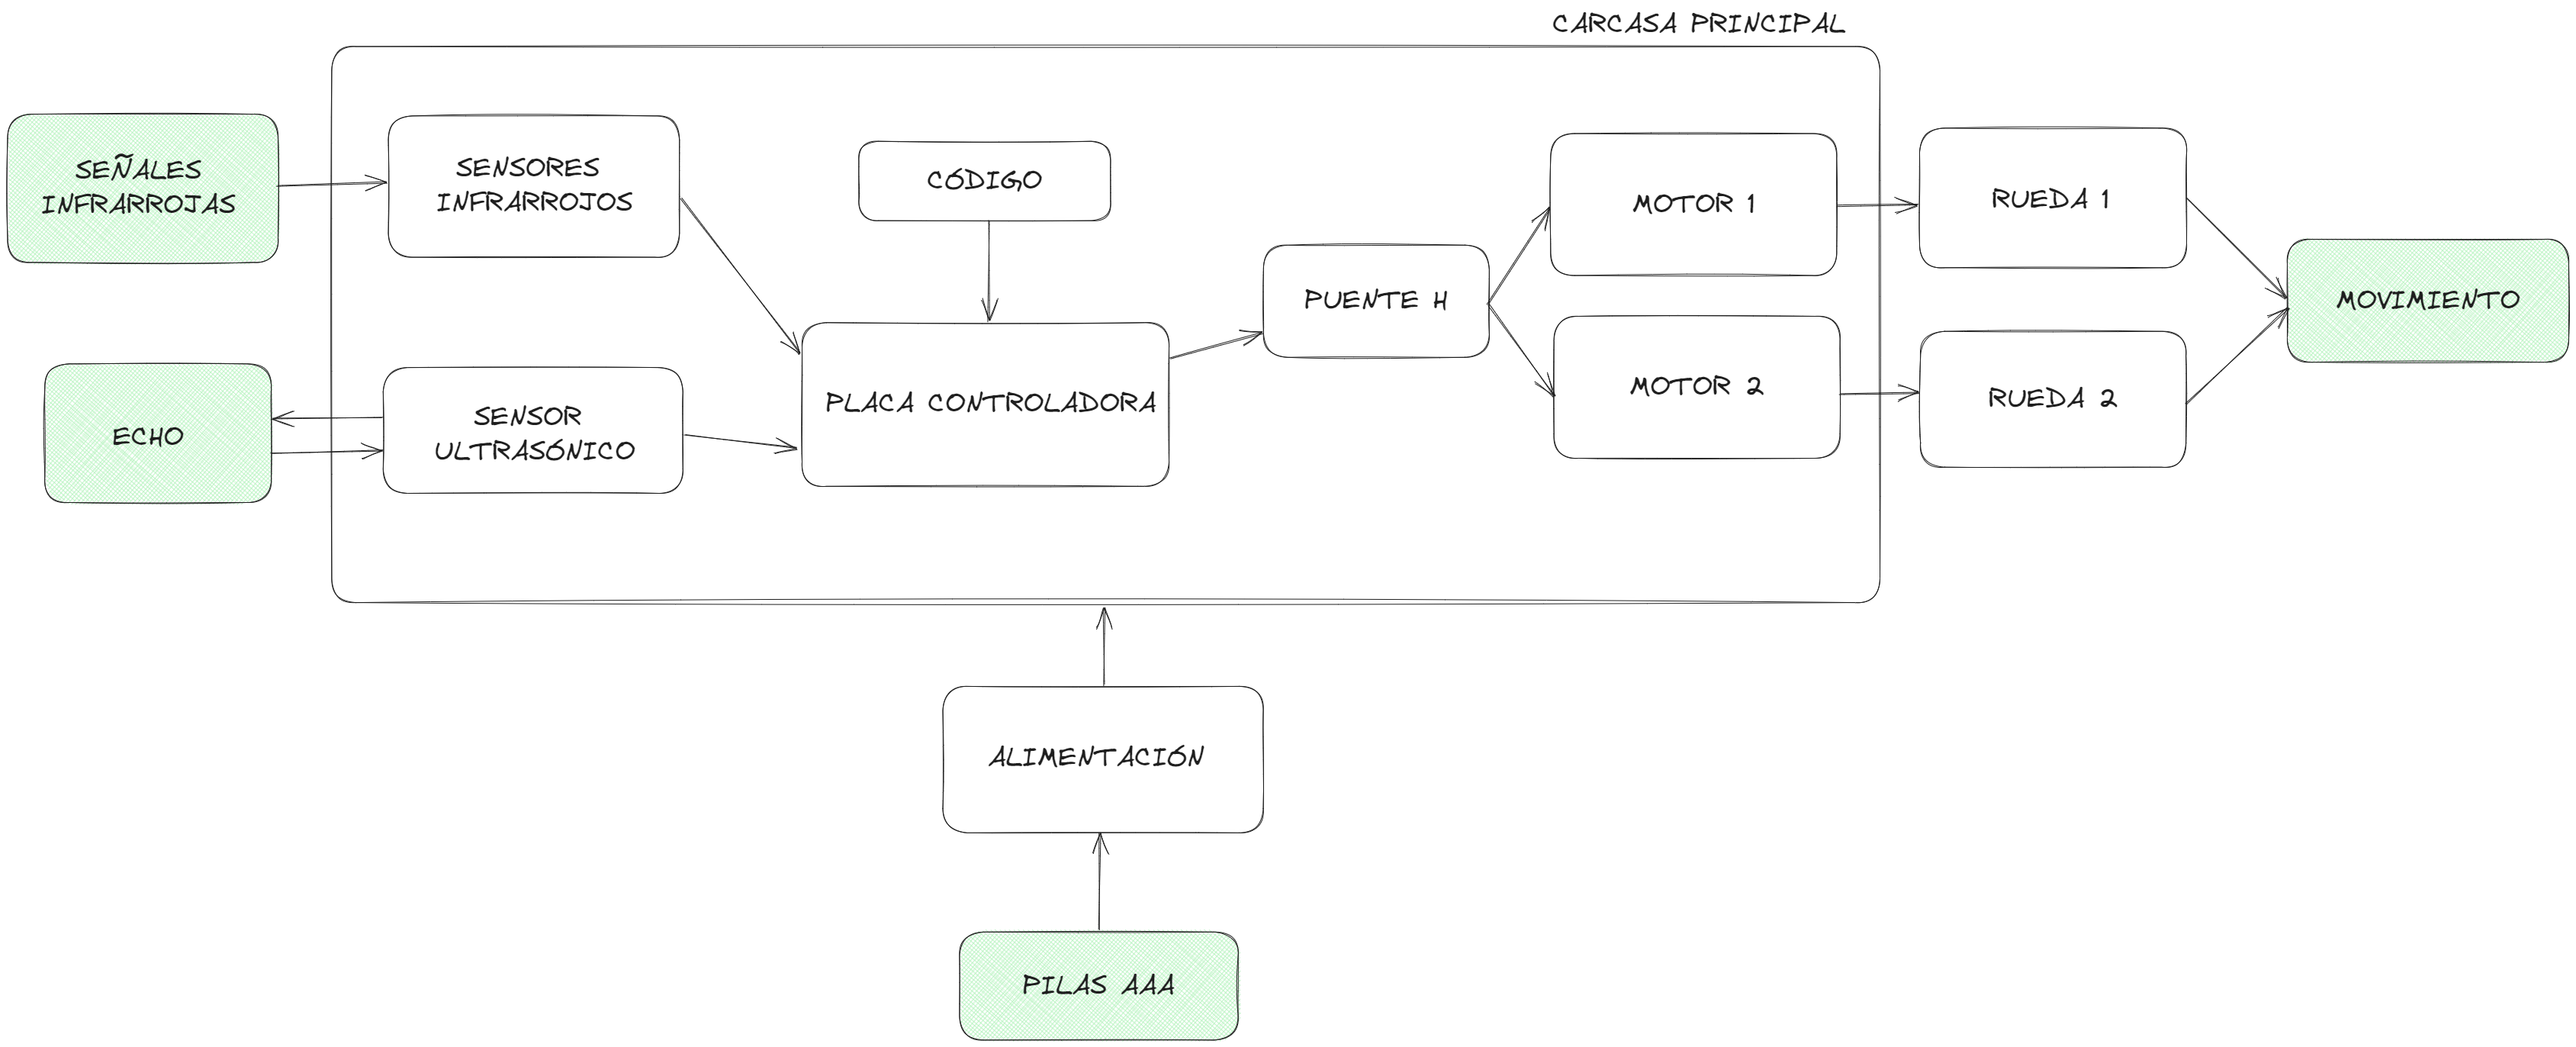 CARCASA PRINCIPAL
SEÑALES
INFRARROJAS
SENSORES
INFRARROJOS
CÓDIGO
MOTOR 1
RUEDA 1
PUENTE H
MOVIMIENTO
ECHO
SENSOR
ULTRASÓNICO
PLACA CONTROLADORA
MOTOR 2
RUEDA 2
ALIMENTACIÓN
PILAS AAA